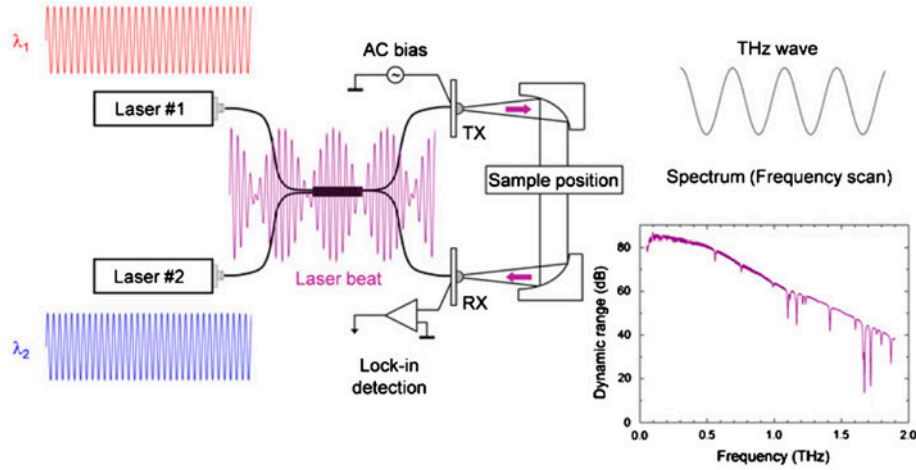 λ1
Laser #1
AC bias
~
TX
THz wave
Sample position
Spectrum (Frequency scan)
Laser #2
Laser beat
RX
λ2
Lock-in
detection
Dynamic range (dB)
80
60
40
20
0
0.0 0.5 1.0 1.5 2.0
Frequency (THz)